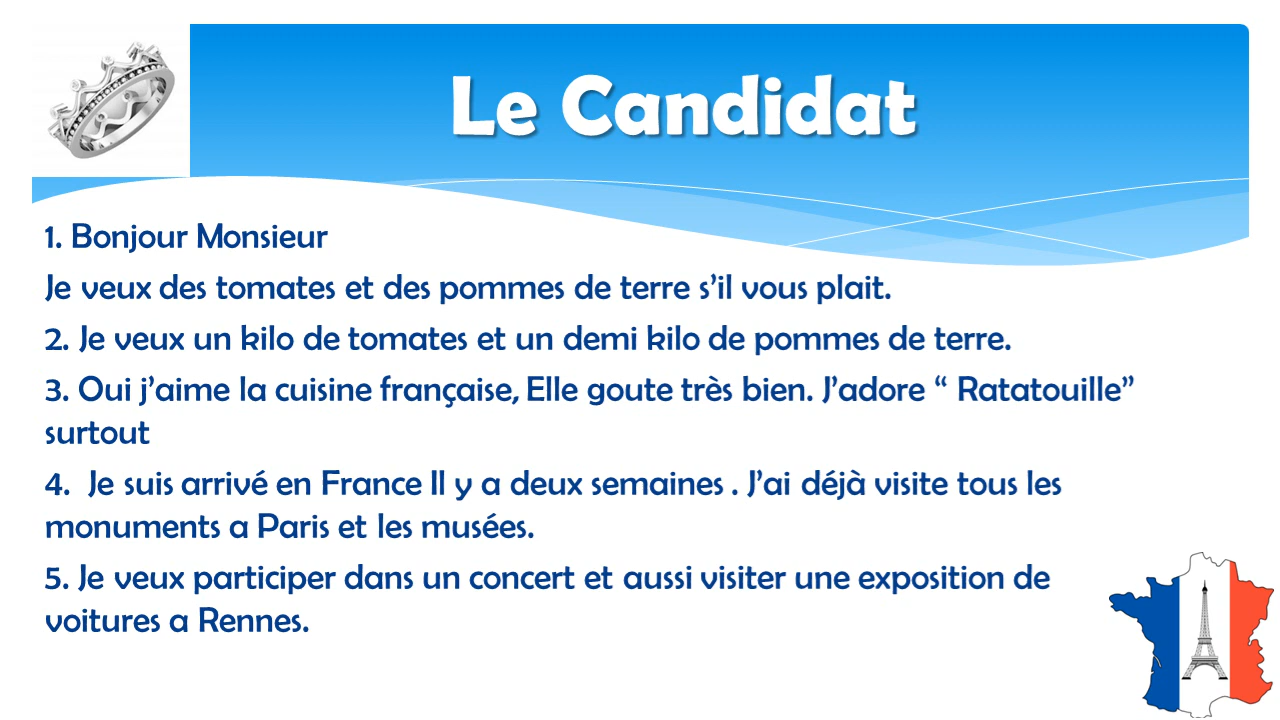 Le Candidat
1. Bonjour Monsieur
Je veux des tomates et des pommes de terre s’il vous plait.
2. Je veux un kilo de tomates et un demi kilo de pommes de terre.
3. Oui j’aime la cuisine française, Elle goute très bien. J’adore “ Ratatouille”
surtout
4.  Je suis arrivé en France Il y a deux semaines . J’ai déjà visite tous les
monuments a Paris et les musées.
5. Je veux participer dans un concert et aussi visiter une exposition de
voitures a Rennes.